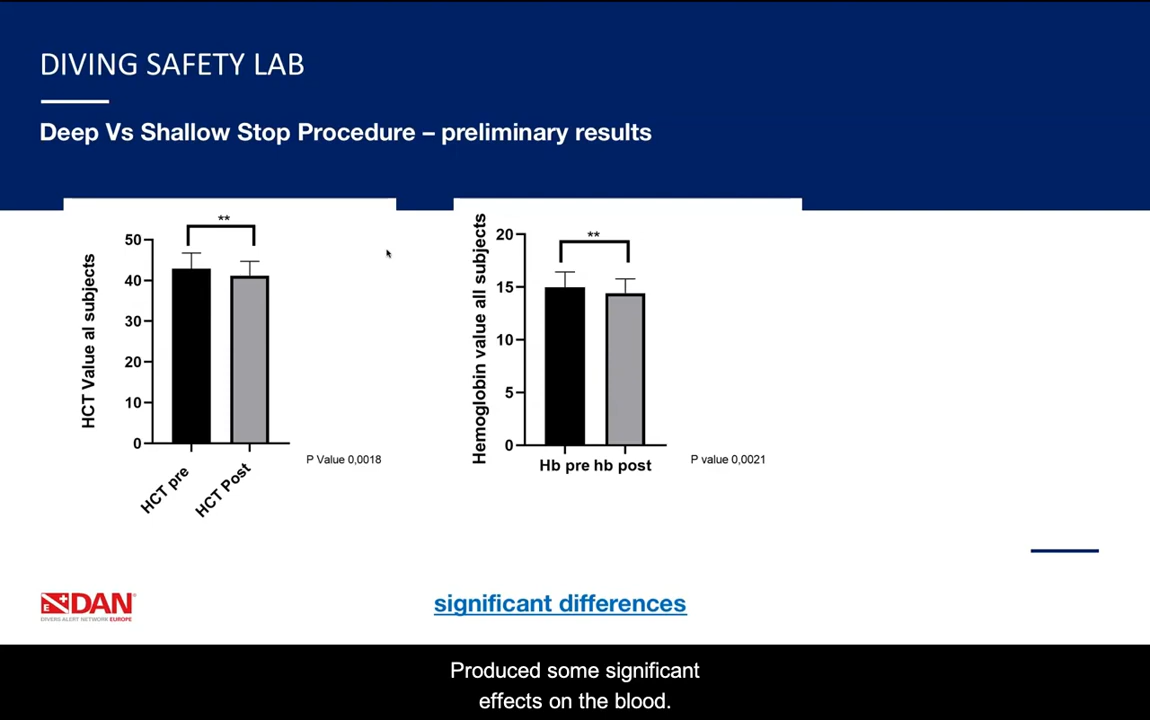 DIVING SAFETY LAB
Deep Vs Shallow Stop Procedure – preliminary results
**
50
40
30
20
10
0
HCT Value al subjects
HCT pre
HCT Post
P Value 0,0018
**
20
15
10
5
0
Hemoglobin value all subjects
Hb pre hb post
P value 0,0021
E DAN
DIVERS ALERT NETWORK EUROPE
significant differences
Produced some significant
effects on the blood.